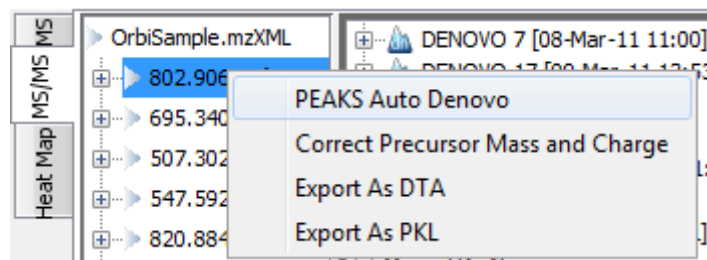 MS
MS/MS
Heat Map
OrbiSample.mzXML
802.906
695.340
507.302
547.592
820.884
DENOVO 7 [08-Mar-11 11:00]
DENOVO 17
PEAKS Auto Denovo
Correct Precursor Mass and Charge
Export As DTA
Export As PKL